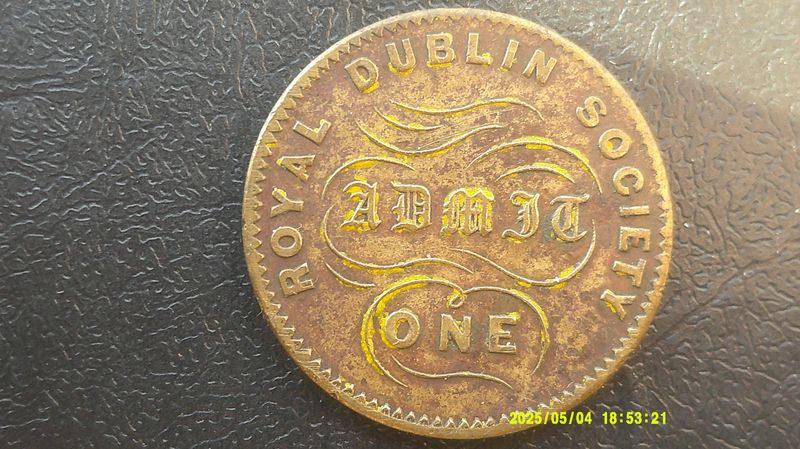 ROYAL DUBLIN SOCIETY
ADMIT
ONE
2025/05/04 18:53:21